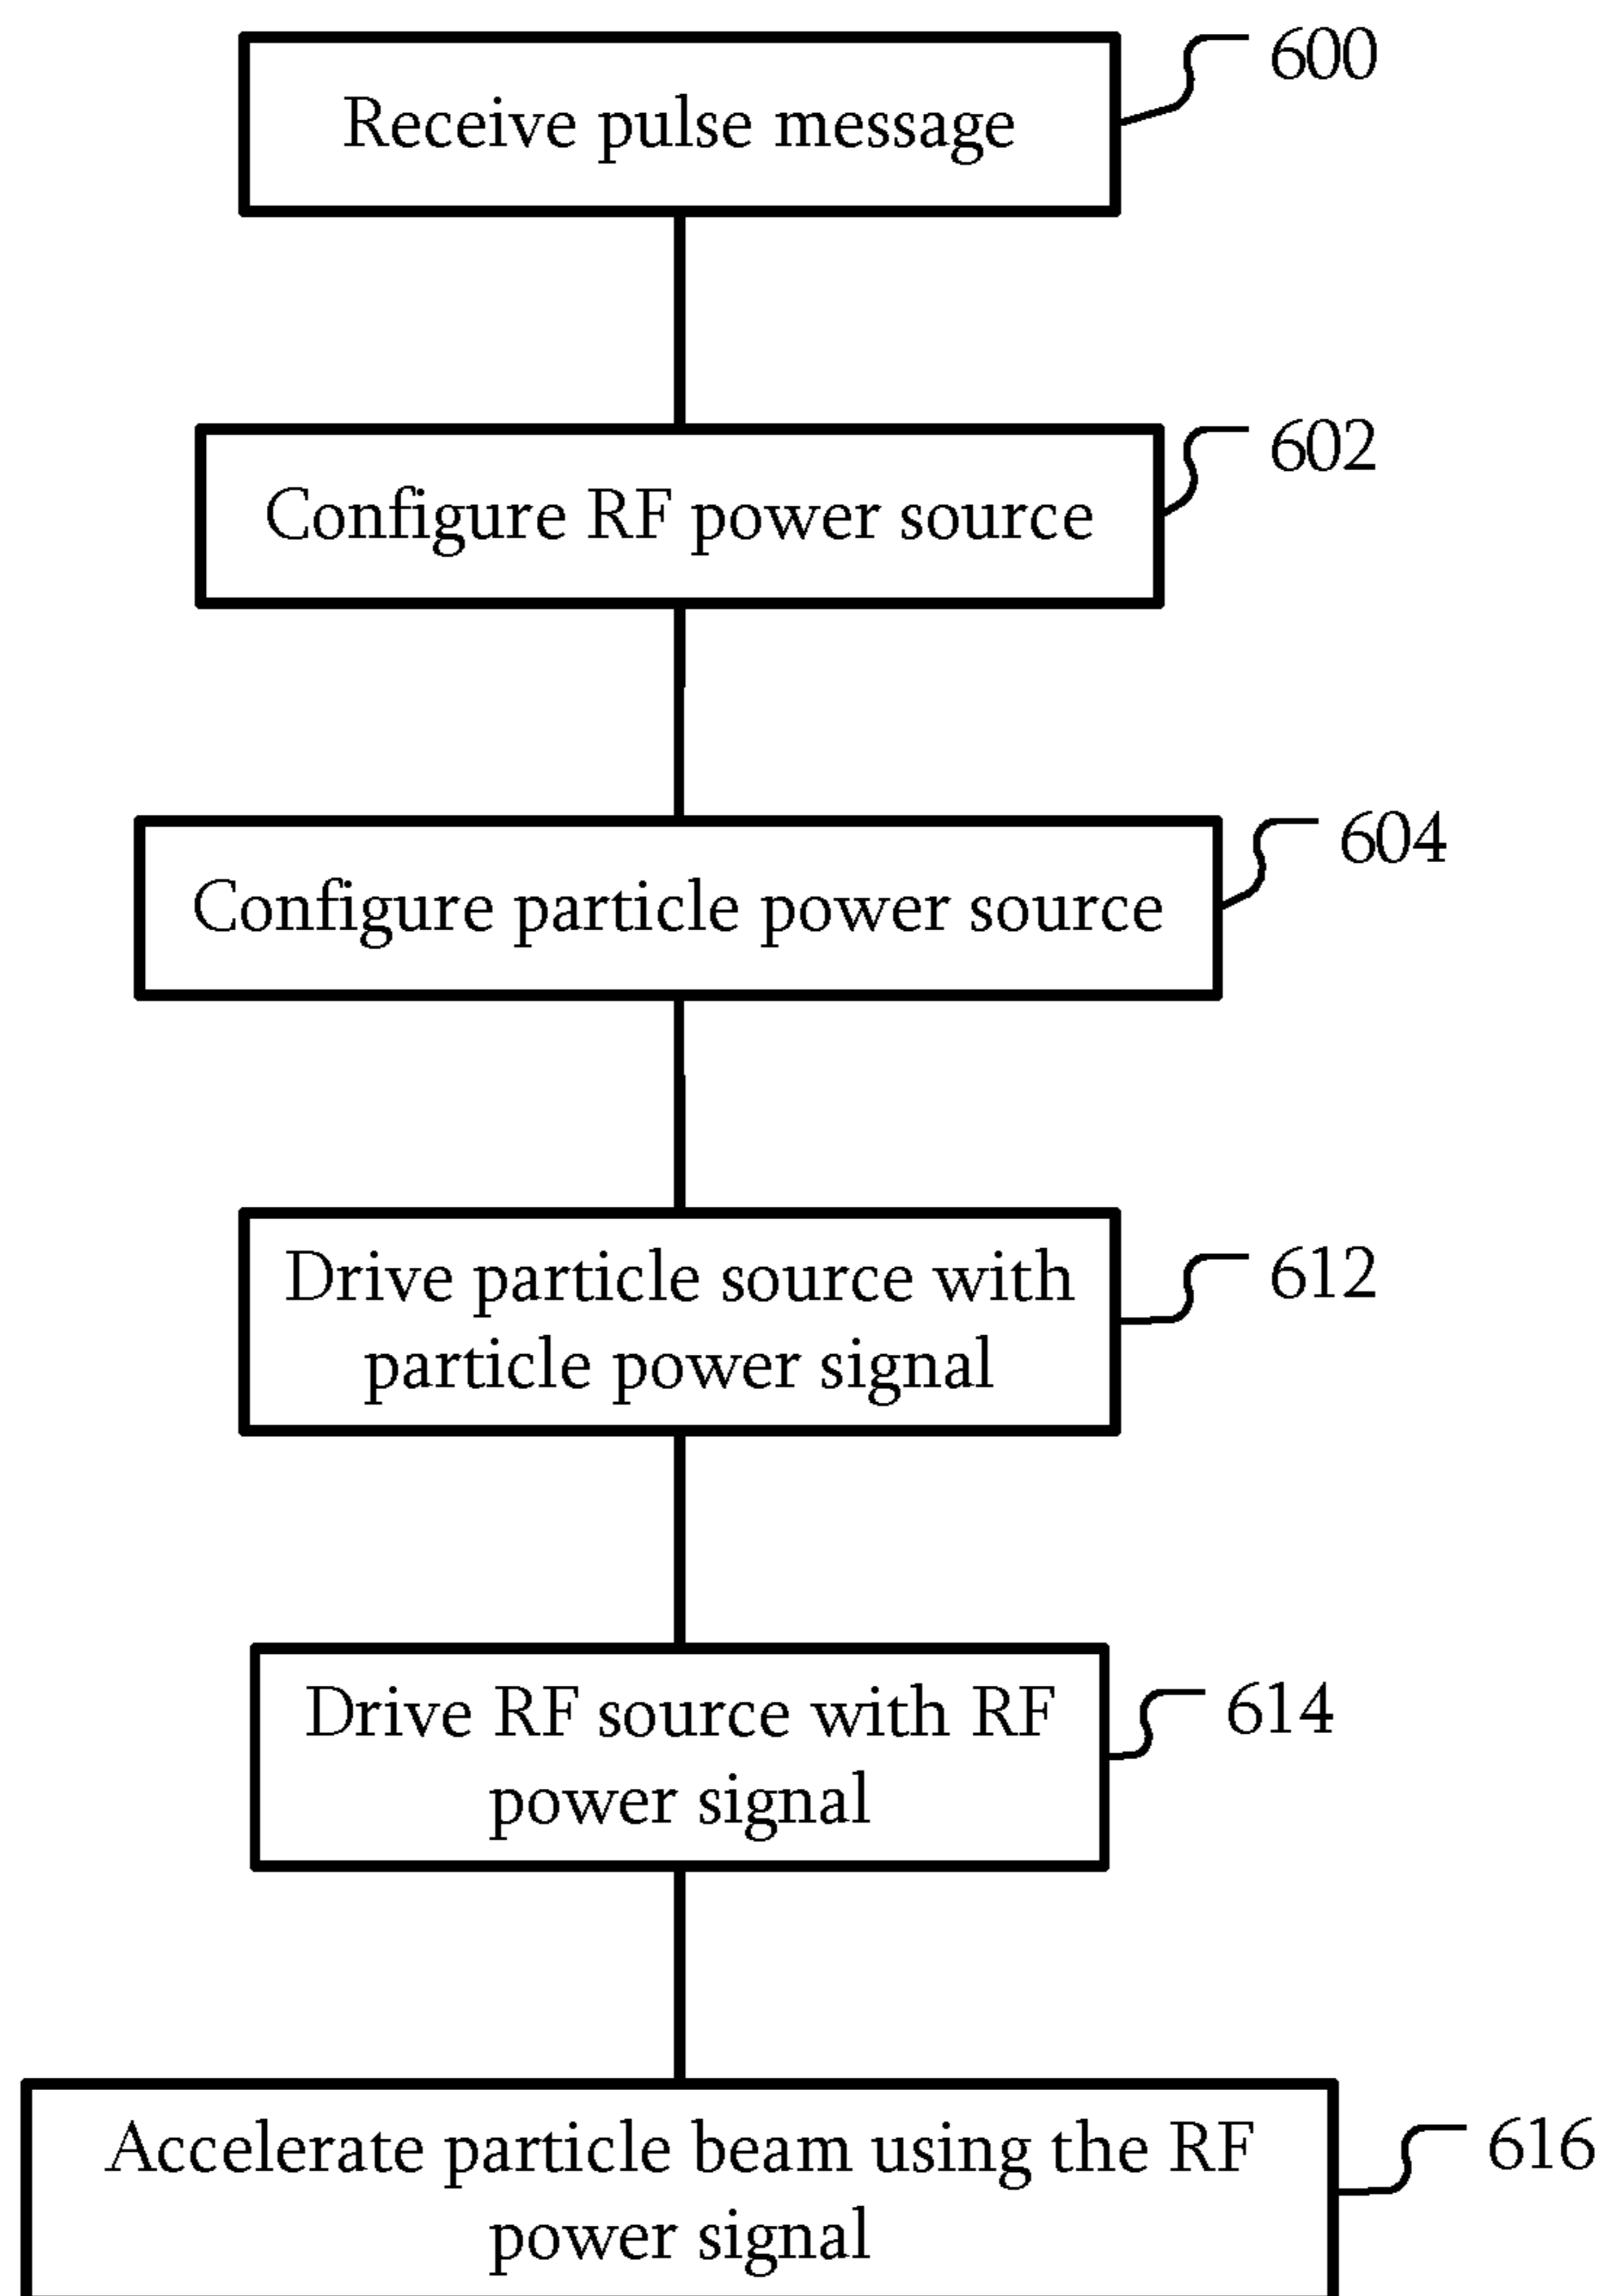 Receive pulse message
600
Configure RF power source
602
Configure particle power source
604
Drive particle source with
particle power signal
612
Drive RF source with RF
power signal
614
Accelerate particle beam using the RF
power signal
616